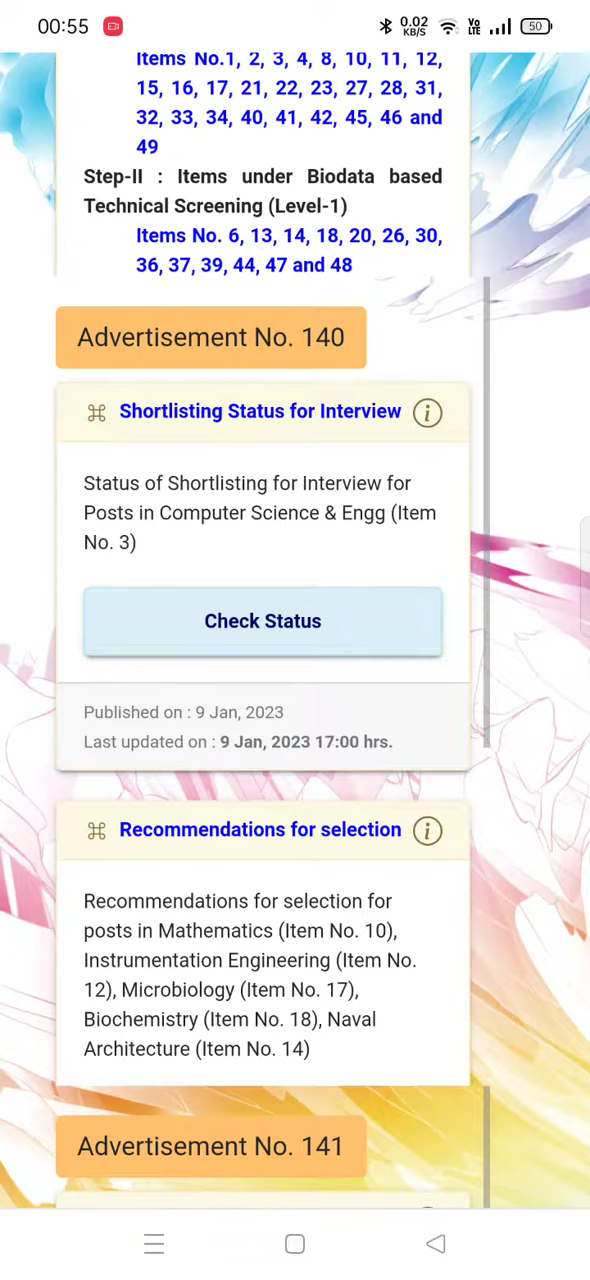 00:55
0.02
KB/S
Vo
LTE
50
Items No.1, 2, 3, 4, 8, 10, 11, 12,
15, 16, 17, 21, 22, 23, 27, 28, 31,
32, 33, 34, 40, 41, 42, 45, 46 and
49
Step-II : Items under Biodata based
Technical Screening (Level-1)
Items No. 6, 13, 14, 18, 20, 26, 30,
36, 37, 39, 44, 47 and 48
Advertisement No. 140
Shortlisting Status for Interview
Status of Shortlisting for Interview for
Posts in Computer Science & Engg (Item
No. 3)
Check Status
Published on : 9 Jan, 2023
Last updated on : 9 Jan, 2023 17:00 hrs.
Recommendations for selection
Recommendations for selection for
posts in Mathematics (Item No. 10),
Instrumentation Engineering (Item No.
12), Microbiology (Item No. 17),
Biochemistry (Item No. 18), Naval
Architecture (Item No. 14)
Advertisement No. 141